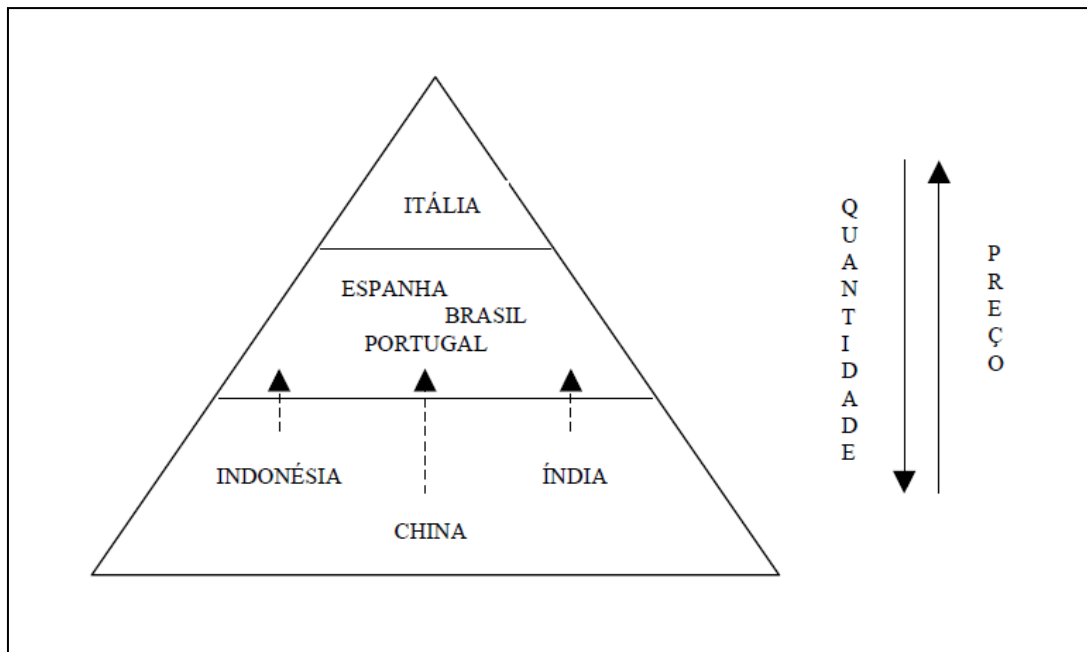 ITÁLIA
ESPANHA
BRASIL
PORTUGAL
INDONÉSIA
ÍNDIA
CHINA
QUANTIDADE
PREÇO